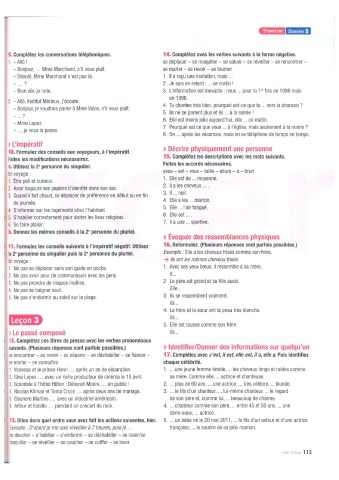 S'exercer Dossier 5
9. Complétez les conversations téléphoniques.
1. – Allô !
– Bonjour, … Mme Marchand, s'il vous plaît.
– Désolé, Mme Marchand n'est pas là.
– … ?
– Bien sûr, je note.
2. – Allô, Institut Mérieux, j'écoute.
– Bonjour, je voudrais parler à Mme Valois, s'il vous plaît.
– … ?
– Mme Lopez.
– …, je vous la passe.
› L'impératif
10. Formulez des conseils aux voyageurs, à l'impératif.
Faites les modifications nécessaires.
a. Utilisez la 2e personne du singulier.
En voyage :
1. Être poli et curieux.
2. Avoir toujours ses papiers d'identité dans son sac.
3. Quand il fait chaud, se déplacer de préférence en début ou en fin
de journée.
4. S'informer sur les logements chez l'habitant.
5. S'habiller correctement pour visiter les lieux religieux.
6. Se faire plaisir.
b. Donnez les mêmes conseils à la 2e personne du pluriel.
11. Formulez des conseils suivants à l'impératif négatif. Utilisez
la 2e personne du singulier puis la 2e personne du pluriel.
En voyage :
1. Ne pas se déplacer sans son guide en poche.
2. Ne pas avoir peur de communiquer avec les gens.
3. Ne pas prendre de risques inutiles.
4. Ne pas se baigner seul.
5. Ne pas s'endormir au soleil sur la plage.
Leçon 3
› Le passé composé
12. Complétez ces titres de presse avec les verbes pronominaux
suivants. (Plusieurs réponses sont parfois possibles.)
se rencontrer – se revoir – se séparer – se déshabiller – se fiancer –
se marier – se connaître
1. Vanessa et le prince Henri … après un an de séparation.
2. Gina Lopez … avec un riche producteur de cinéma le 15 avril.
3. Scandale à l'hôtel Hilton : Déborah Moore … en public !
4. Nicolas Kilmore et Tonia Craze … après deux ans de mariage.
5. Eleonore Martins … avec un industriel américain.
6. Arthur et Estelle … pendant un concert de rock.
13. Dites dans quel ordre vous avez fait les actions suivantes, hier.
Exemple : D'abord je me suis réveillée à 7 heures, puis je…
se doucher – s'habiller – s'endormir – se déshabiller – se réveiller
se maquiller – se réveiller – se coucher – se coiffer – se laver
14. Complétez avec les verbes suivants à la forme négative.
se déplacer – se maquiller – se saluer – se réveiller – se rencontrer –
se marier – se revoir – se tourner
1. Il a reçu une invitation, mais …
2. Je suis en retard : … ce matin !
3. L'information est inexacte : nous … pour la 1re fois en 1996 mais
en 1998.
4. Tu chantes très bien, pourquoi est-ce que tu … vers la chanson ?
5. Ils ne se parlent plus et ils … à la soirée !
6. Elle est moins jolie aujourd'hui, elle … ce matin.
7. Pourquoi est ce que vous … à l'église, mais seulement à la mairie ?
8. On … après les vacances, mais on se téléphone de temps en temps.
› Décrire physiquement une personne
15. Complétez les descriptions avec les mots suivants.
Faites les accords nécessaires.
yeux – est – roux – taille – allure – a – brun
1. Elle est de … moyenne.
2. Il a les cheveux … .
3. Il … noir.
4. Elle a les … marron.
5. Elle … l'air fatigué.
6. Elle est … .
7. Il a une … sportive.
› Évoquer des ressemblances physiques
16. Reformulez. (Plusieurs réponses sont parfois possibles.)
Exemple : Elle a les cheveux frisés comme son frère.
→ Ils ont les mêmes cheveux frisés.
1. Avec ses yeux bleus, il ressemble à sa mère.
Il…
2. Le père est grand et sa fille aussi.
Elle…
3. Ils se ressemblent vraiment.
Ils…
4. Le frère et la sœur ont la peau très blanche.
Ils…
5. Elle est rousse comme son frère.
Ils…
› Identifier/Donner des informations sur quelqu'un
17. Complétez avec c'est, il est, elle est, il a, elle a. Puis identifiez
chaque célébrité.
1. … une jeune femme timide, … les cheveux longs et raides comme
sa mère. Comme elle, … actrice et chanteuse.
2. … plus de 60 ans, … une actrice, … très célèbre, … blonde.
3. … le fils d'un chanteur, … lui-même chanteur. … le regard
de son père et, comme lui, … beaucoup de charme.
4. … chanteur comme son père, … entre 45 et 50 ans, … une
demi-sœur, … actrice.
5. … un bébé né le 20 mai 2011, … le fils d'un acteur et d'une actrice
française, … le sourire de sa jolie maman.
113